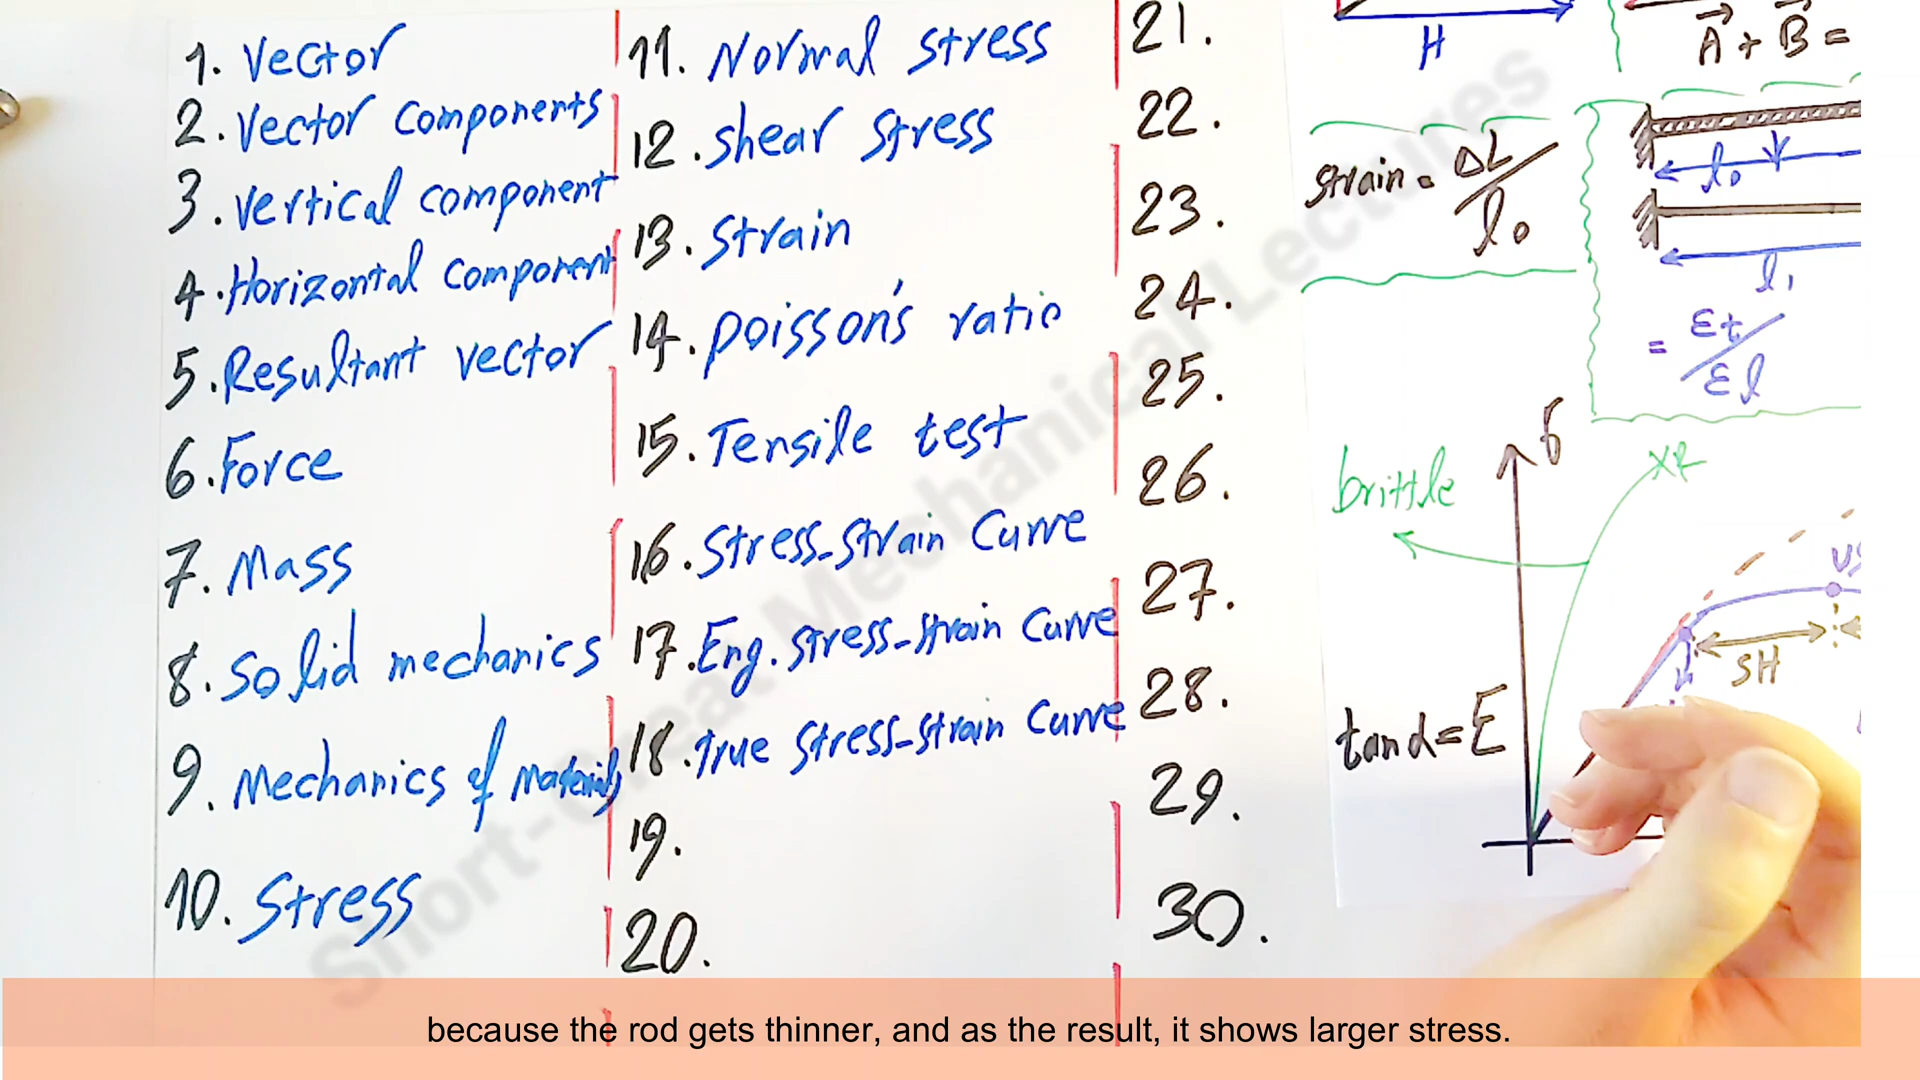 1. Vector
2. Vector components
3. Vertical component
4. Horizontal component
5. Resultant vector
6. Force
7. Mass
8. Solid mechanics
9. Mechanics of Materials
10. Stress
11. Normal stress
12. shear stress
13. Strain
14. poisson's ratio
15. Tensile test
16. Stress-Strain Curve
17. Eng. stress-strain Curve
18. True Stress-strain Curve
19.
20.
21.
22.
23.
24.
25.
26.
27.
28.
29.
30.
H
A + B =
strain = ΔL / l0
l0
l1
= εt / εl
brittle
SH
Short-Great Mechanical Lectures
because the rod gets thinner, and as the result, it shows larger stress.